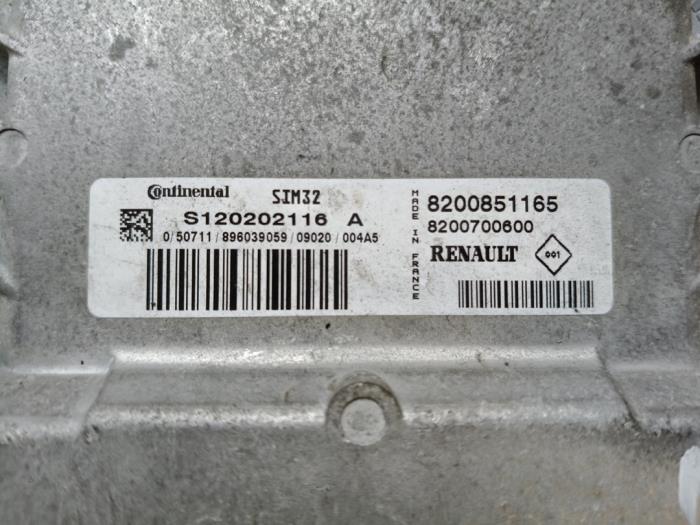 Continental SIM32
S120202116 A
0/50711/896039059/09020/004A5
MADE IN FRANCE
8200851165
8200700600
RENAULT 001